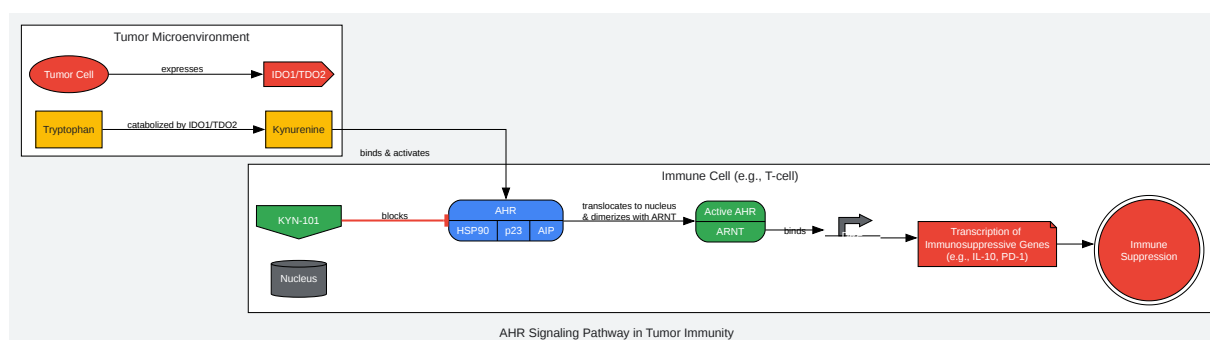 Tumor Microenvironment
Tumor Cell
expresses
IDO1/TDO2
Tryptophan
catabolized by IDO1/TDO2
Kynurenine
binds & activates
Immune Cell (e.g., T-cell)
KYN-101
blocks
AHR
HSP90
p23
AIP
translocates to nucleus
& dimerizes with ARNT
Active AHR
ARNT
binds
Transcription of
Immunosuppressive Genes
(e.g., IL-10, PD-1)
Immune
Suppression
Nucleus
AHR Signaling Pathway in Tumor Immunity